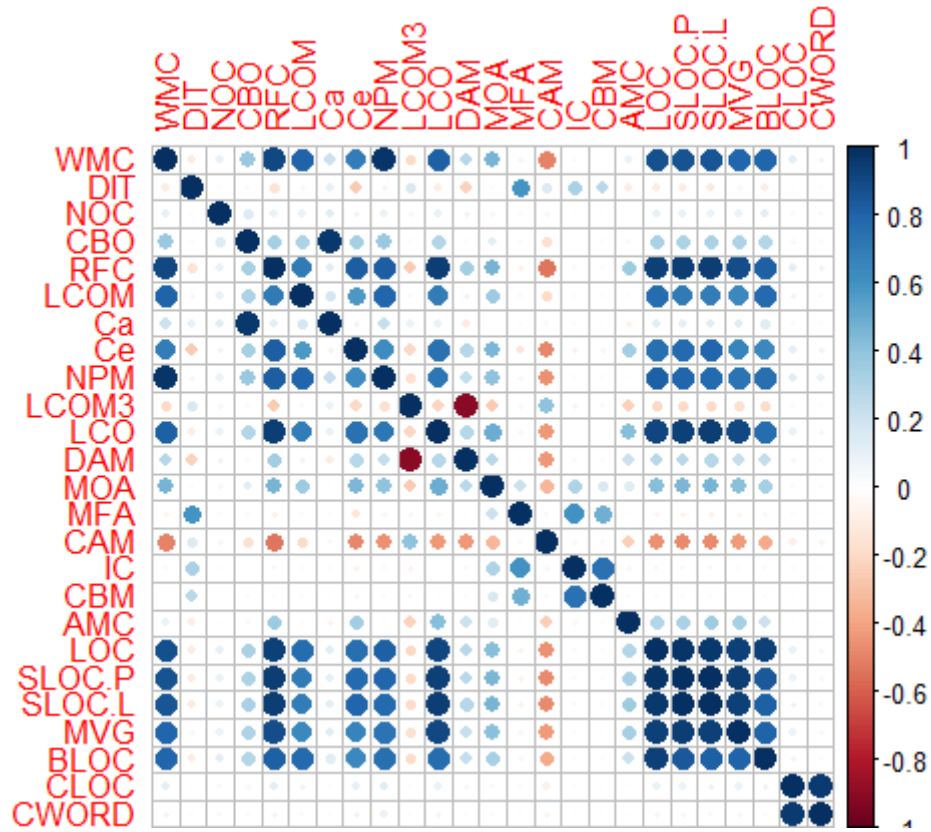 WMC
DIT
NOC
CBO
RFC
LCOM
Ca
Ce
NPM
LCOM3
LCO
DAM
MOA
MFA
CAM
IC
CBM
AMC
LOC
SLOC.P
SLOC.L
MVG
BLOC
CLOC
CWORD
WMC
DIT
NOC
CBO
RFC
LCOM
Ca
Ce
NPM
LCOM3
LCO
DAM
MOA
MFA
CAM
IC
CBM
AMC
LOC
SLOC.P
SLOC.L
MVG
BLOC
CLOC
CWORD
1
0.8
0.6
0.4
0.2
0
-0.2
-0.4
-0.6
-0.8
-1